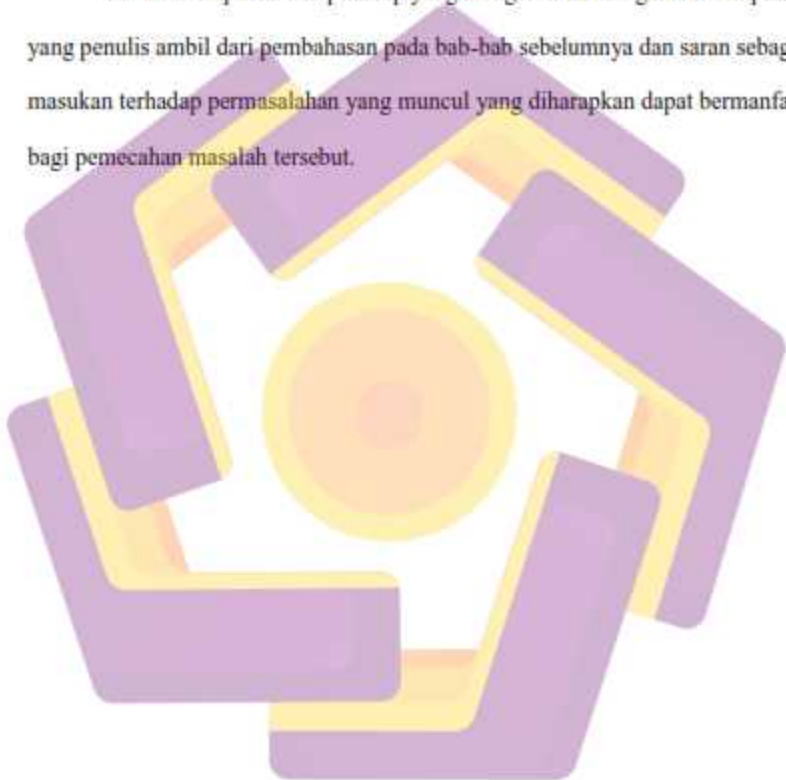 yang penulis ambil dari pembahasan pada bab-bab sebelumnya dan saran sebag
masukan terhadap permasalahan yang muncul yang diharapkan dapat bermanfa
bagi pemecahan masalah tersebut.